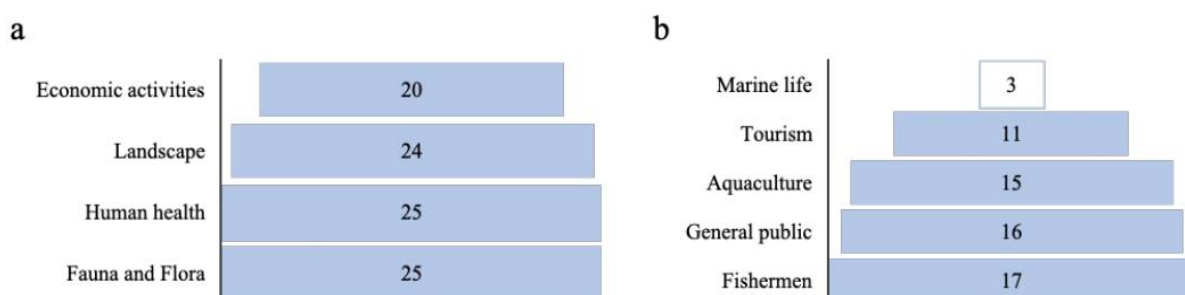 a
Economic activities 20
Landscape 24
Human health 25
Fauna and Flora 25
b
Marine life 3
Tourism 11
Aquaculture 15
General public 16
Fishermen 17